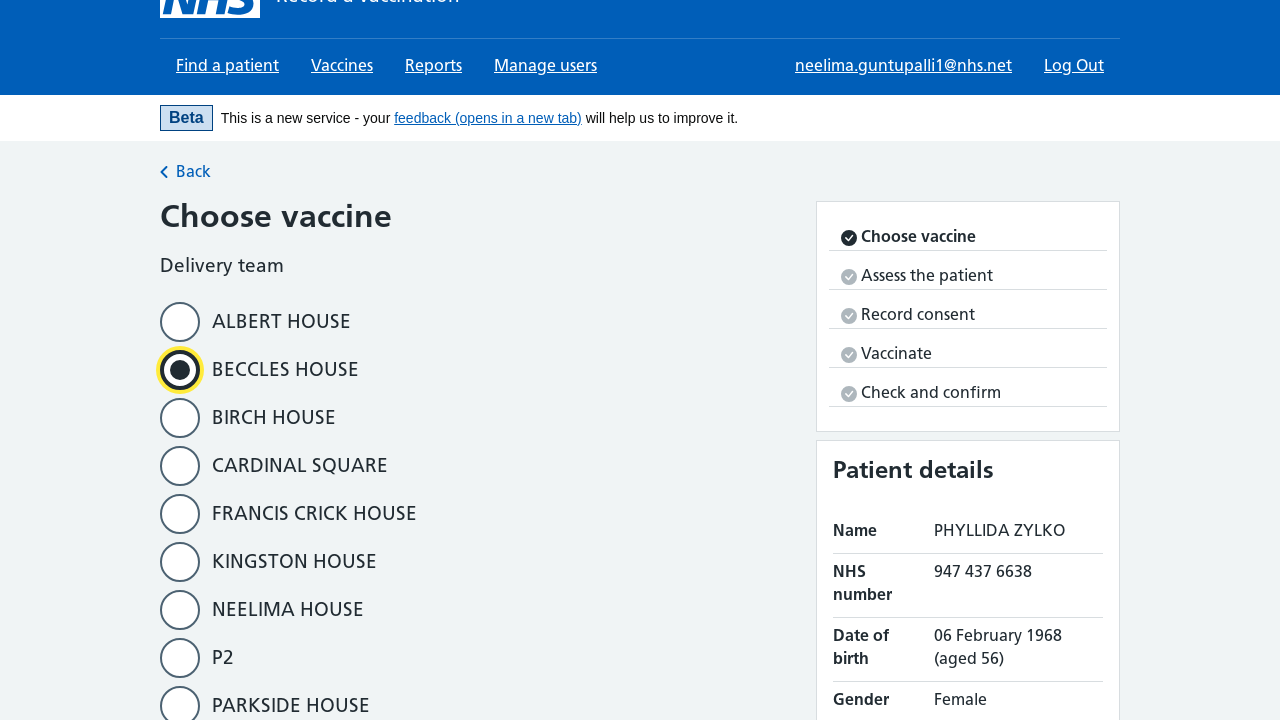 NHS Record a vaccination
Find a patient Vaccines Reports Manage users neelima.guntupalli1@nhs.net Log Out
Beta This is a new service - your feedback (opens in a new tab) will help us to improve it.
Back
Choose vaccine
Delivery team
ALBERT HOUSE
BECCLES HOUSE
BIRCH HOUSE
CARDINAL SQUARE
FRANCIS CRICK HOUSE
KINGSTON HOUSE
NEELIMA HOUSE
P2
PARKSIDE HOUSE
Choose vaccine
Assess the patient
Record consent
Vaccinate
Check and confirm
Patient details
Name PHYLLIDA ZYLKO
NHS number 947 437 6638
Date of birth 06 February 1968 (aged 56)
Gender Female